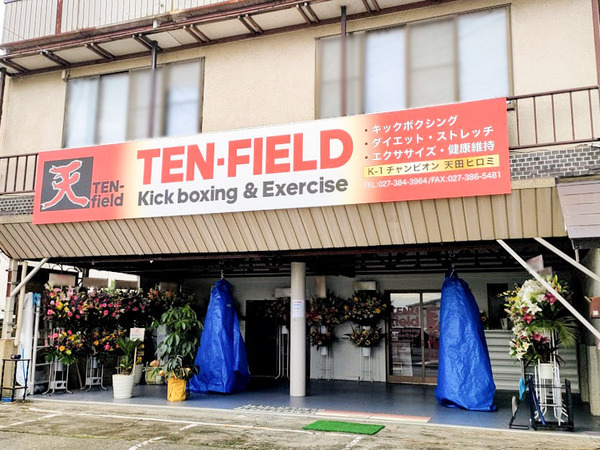 天
TEN-
field
TEN-FIELD
Kick boxing & Exercise
・キックボクシング
・ダイエット・ストレッチ
・エクササイズ・健康維持
K-1 チャンピオン 天田ヒロミ
TEL:027-384-3964/FAX:027-386-5481
TEN-
field